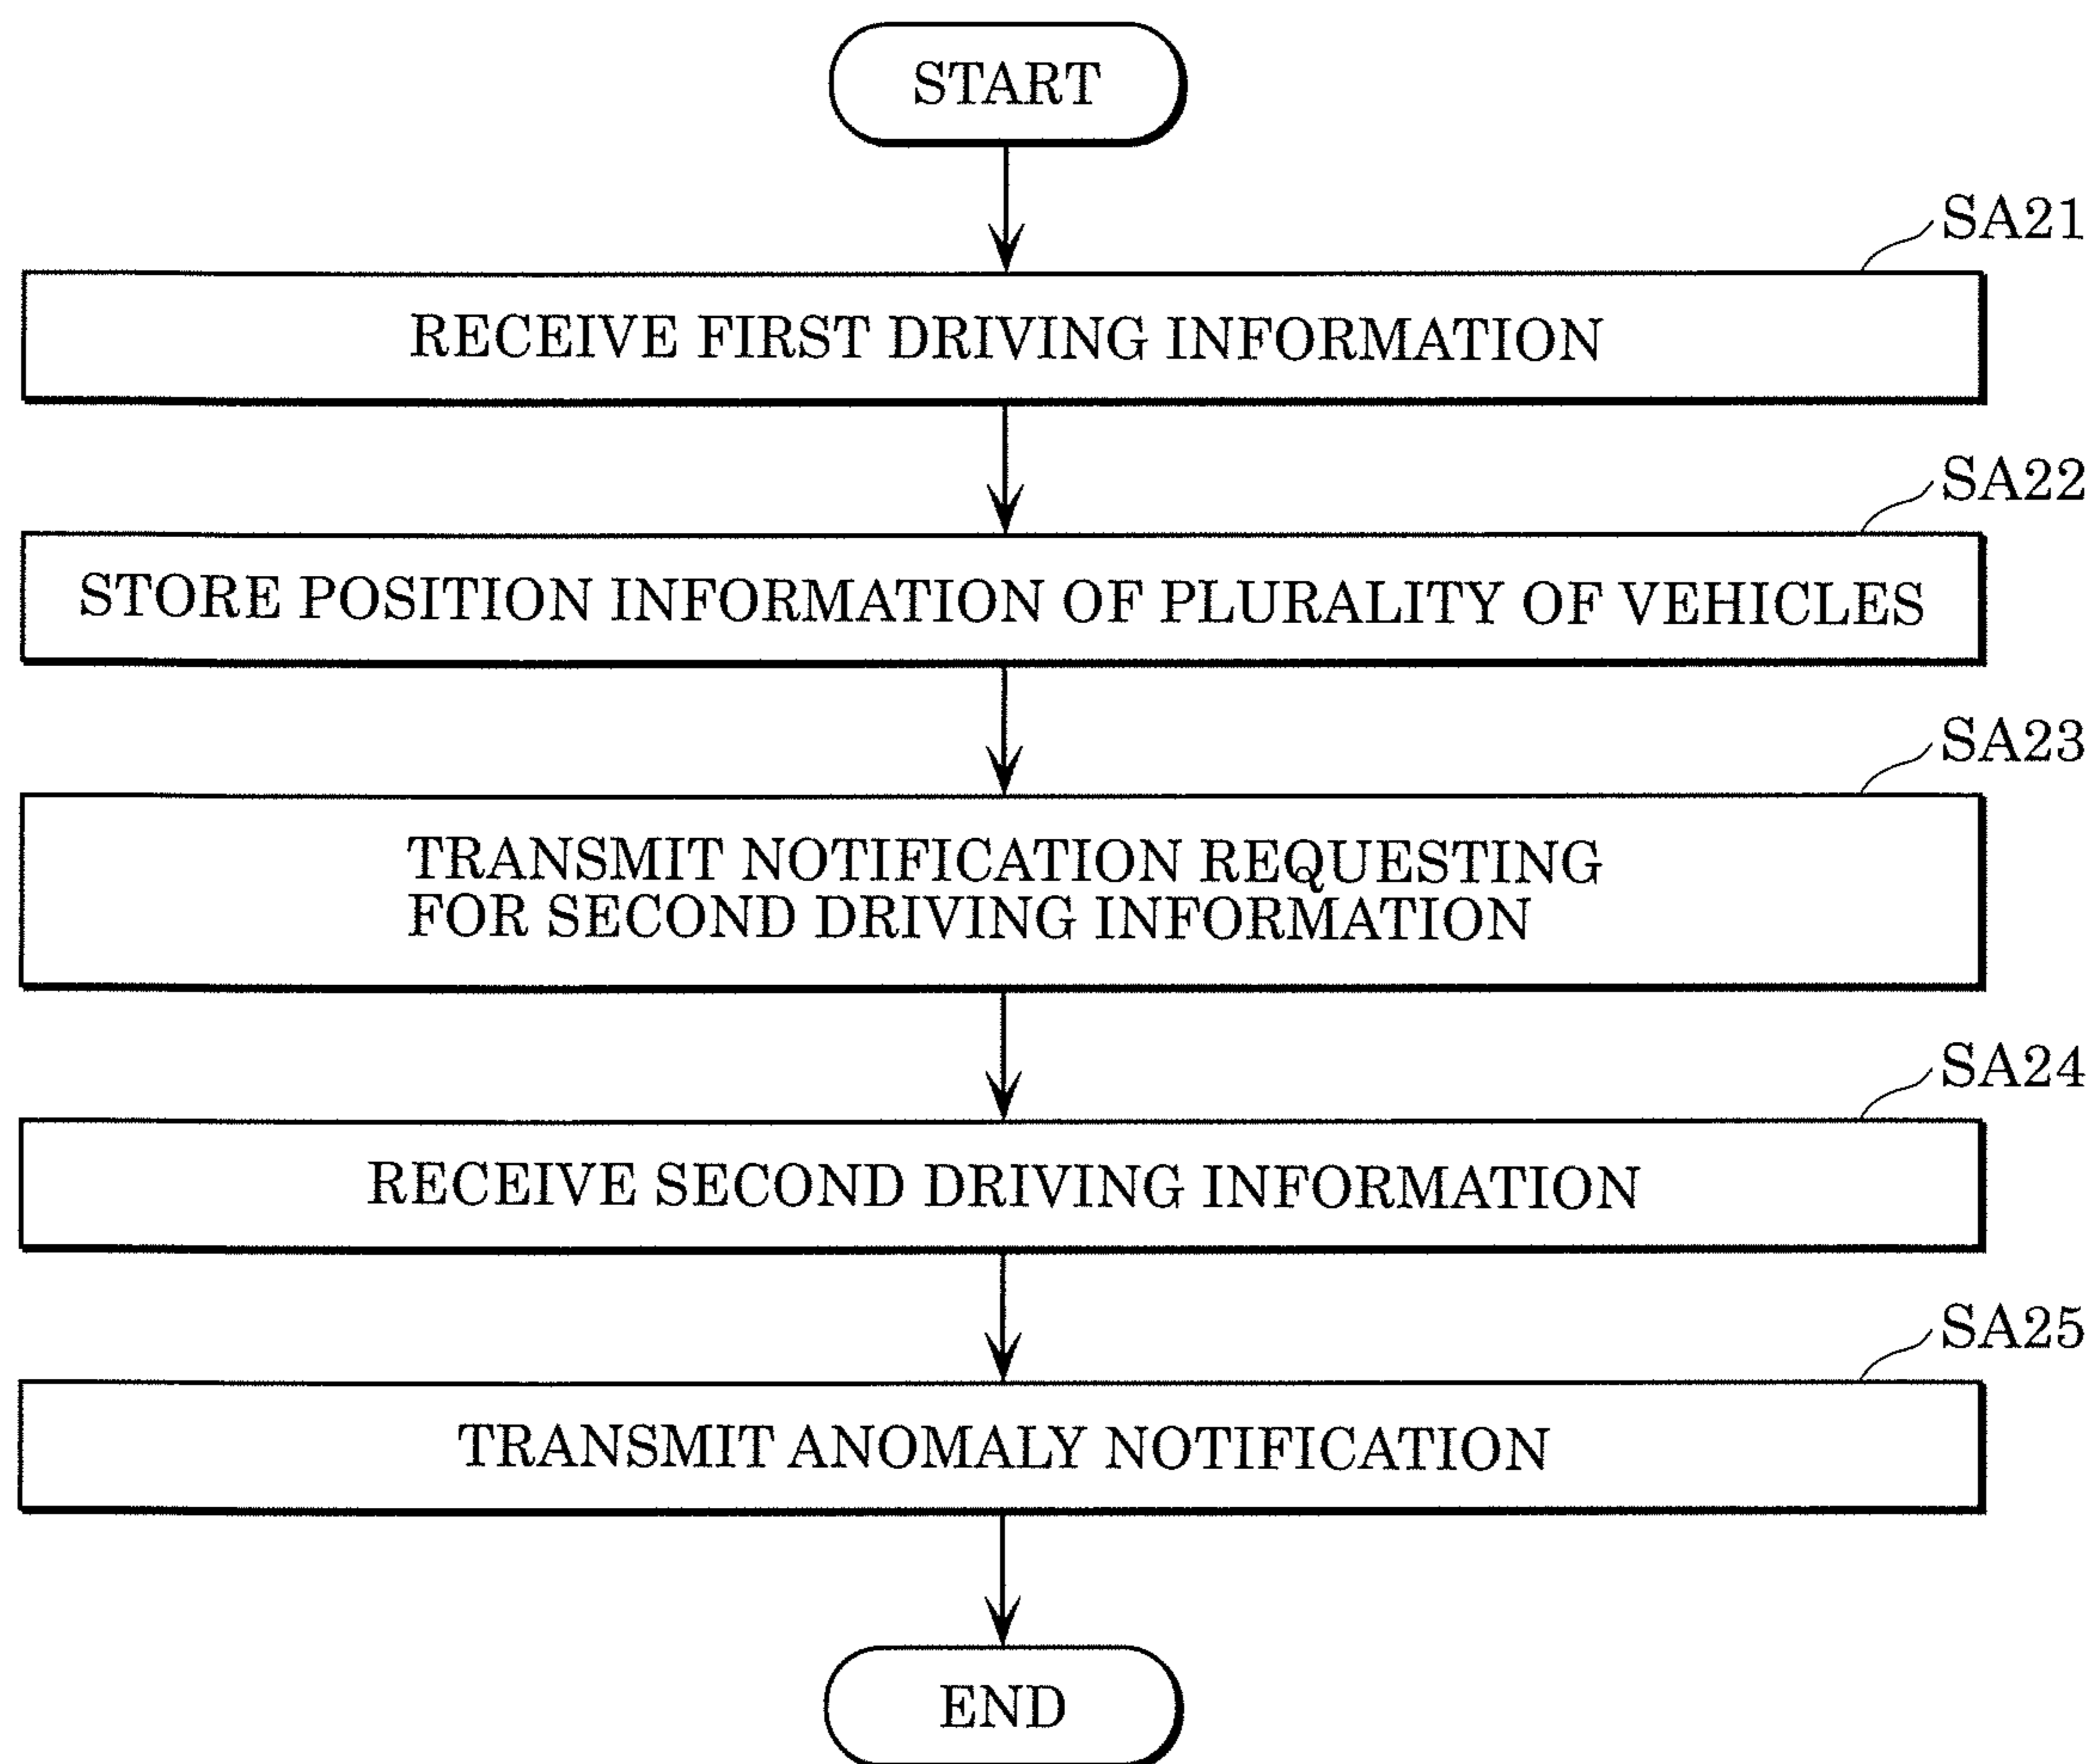 START
SA21
RECEIVE FIRST DRIVING INFORMATION
SA22
STORE POSITION INFORMATION OF PLURALITY OF VEHICLES
SA23
TRANSMIT NOTIFICATION REQUESTING
FOR SECOND DRIVING INFORMATION
SA24
RECEIVE SECOND DRIVING INFORMATION
SA25
TRANSMIT ANOMALY NOTIFICATION
END